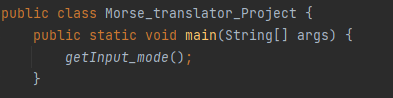 public class Morse_translator_Project {
    public static void main(String[] args) {
        getInput_mode();
    }